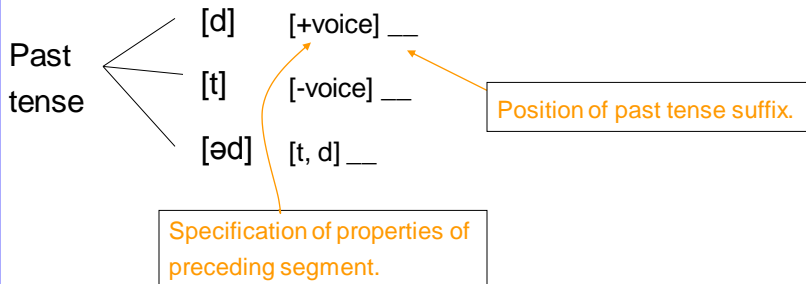 [d] [+voice] __
Past tense
[t] [-voice] __
Position of past tense suffix.
[əd] [t, d] __
Specification of properties of
preceding segment.